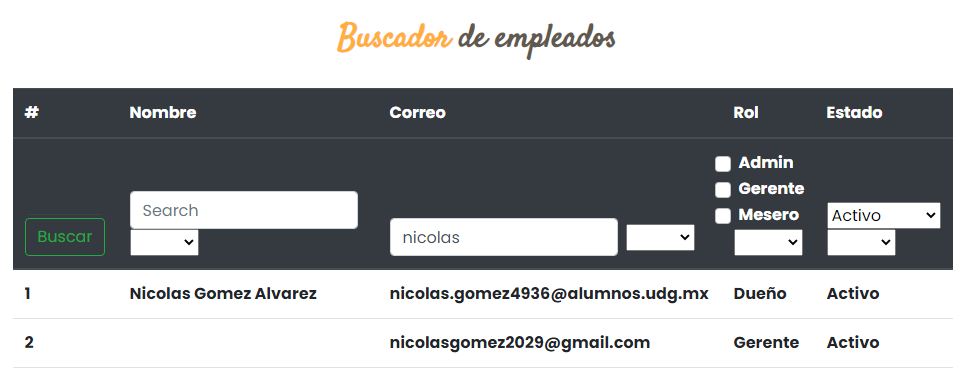 Buscador de empleados
# Nombre Correo Rol Estado
Admin
Gerente
Search
Mesero
Activo
Buscar
nicolas
1 Nicolas Gomez Alvarez nicolas.gomez4936@alumnos.udg.mx Dueño Activo
2 nicolasgomez2029@gmail.com Gerente Activo